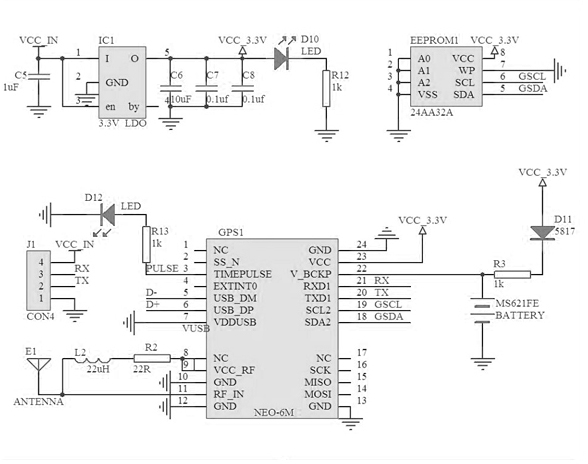 VCC_IN IC1 VCC_3.3V D10 LED EEPROM1 VCC_3.3V
1 I O 5
2 GND
3 en by 4
3.3V LDO
C5 1uF
C6 10uF
C7 0.1uf
C8 0.1uf
R12 1k
1 A0 VCC 8
2 A1 WP 7
3 A2 SCL 6 GSCL
4 VSS SDA 5 GSDA
24AA32A
D12 LED
R13 1k
PULSE
J1 VCC_IN
4
3 RX
2 TX
1
CON4
GPS1
1 NC GND 24
2 SS_N VCC 23 VCC_3.3V
3 TIMEPULSE V_BCKP 22
4 EXTINT0 RXD1 21 RX
D- 5 USB_DM TXD1 20 TX
D+ 6 USB_DP SCL2 19 GSCL
7 VDDUSB SDA2 18 GSDA
VUSB
8 NC NC 17
9 VCC_RF SCK 16
10 GND MISO 15
11 RF_IN MOSI 14
12 GND GND 13
NEO-6M
E1 ANTENNA
L2 22uH
R2 22R
VCC_3.3V
D11 5817
R3 1k
MS621FE
BATTERY